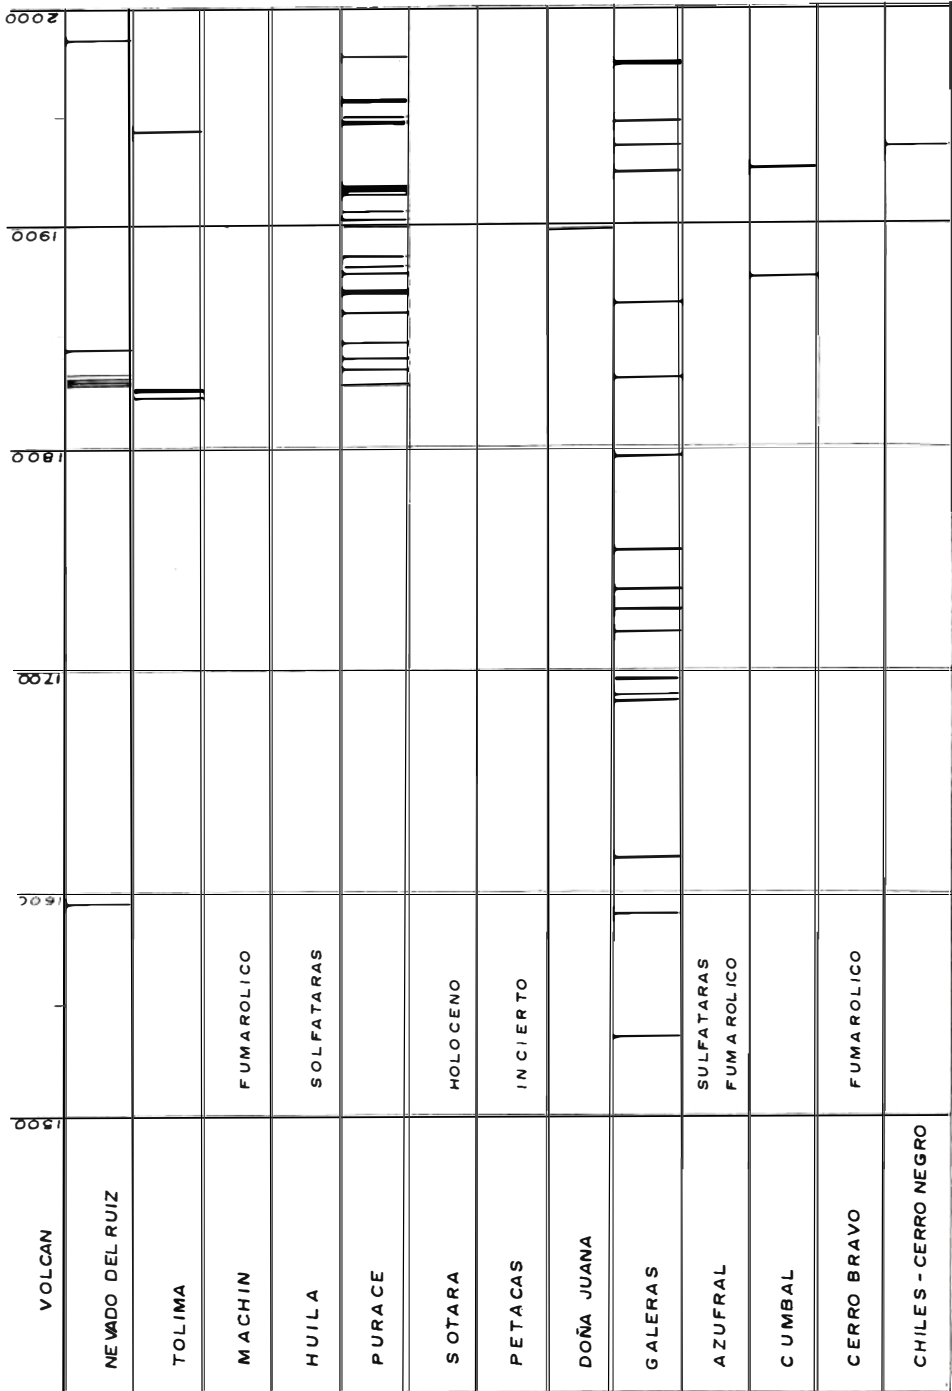 VOLCAN
1500
1600
1700
1800
1900
2000
NEVADO DEL RUIZ
TOLIMA
MACHIN
FUMAROLICO
HUILA
SOLFATARAS
PURACE
SOTARA
HOLOCENO
PETACAS
INCIERTO
DOÑA JUANA
GALERAS
AZUFRAL
SULFATARAS
FUMAROLICO
CUMBAL
CERRO BRAVO
FUMAROLICO
CHILES - CERRO NEGRO